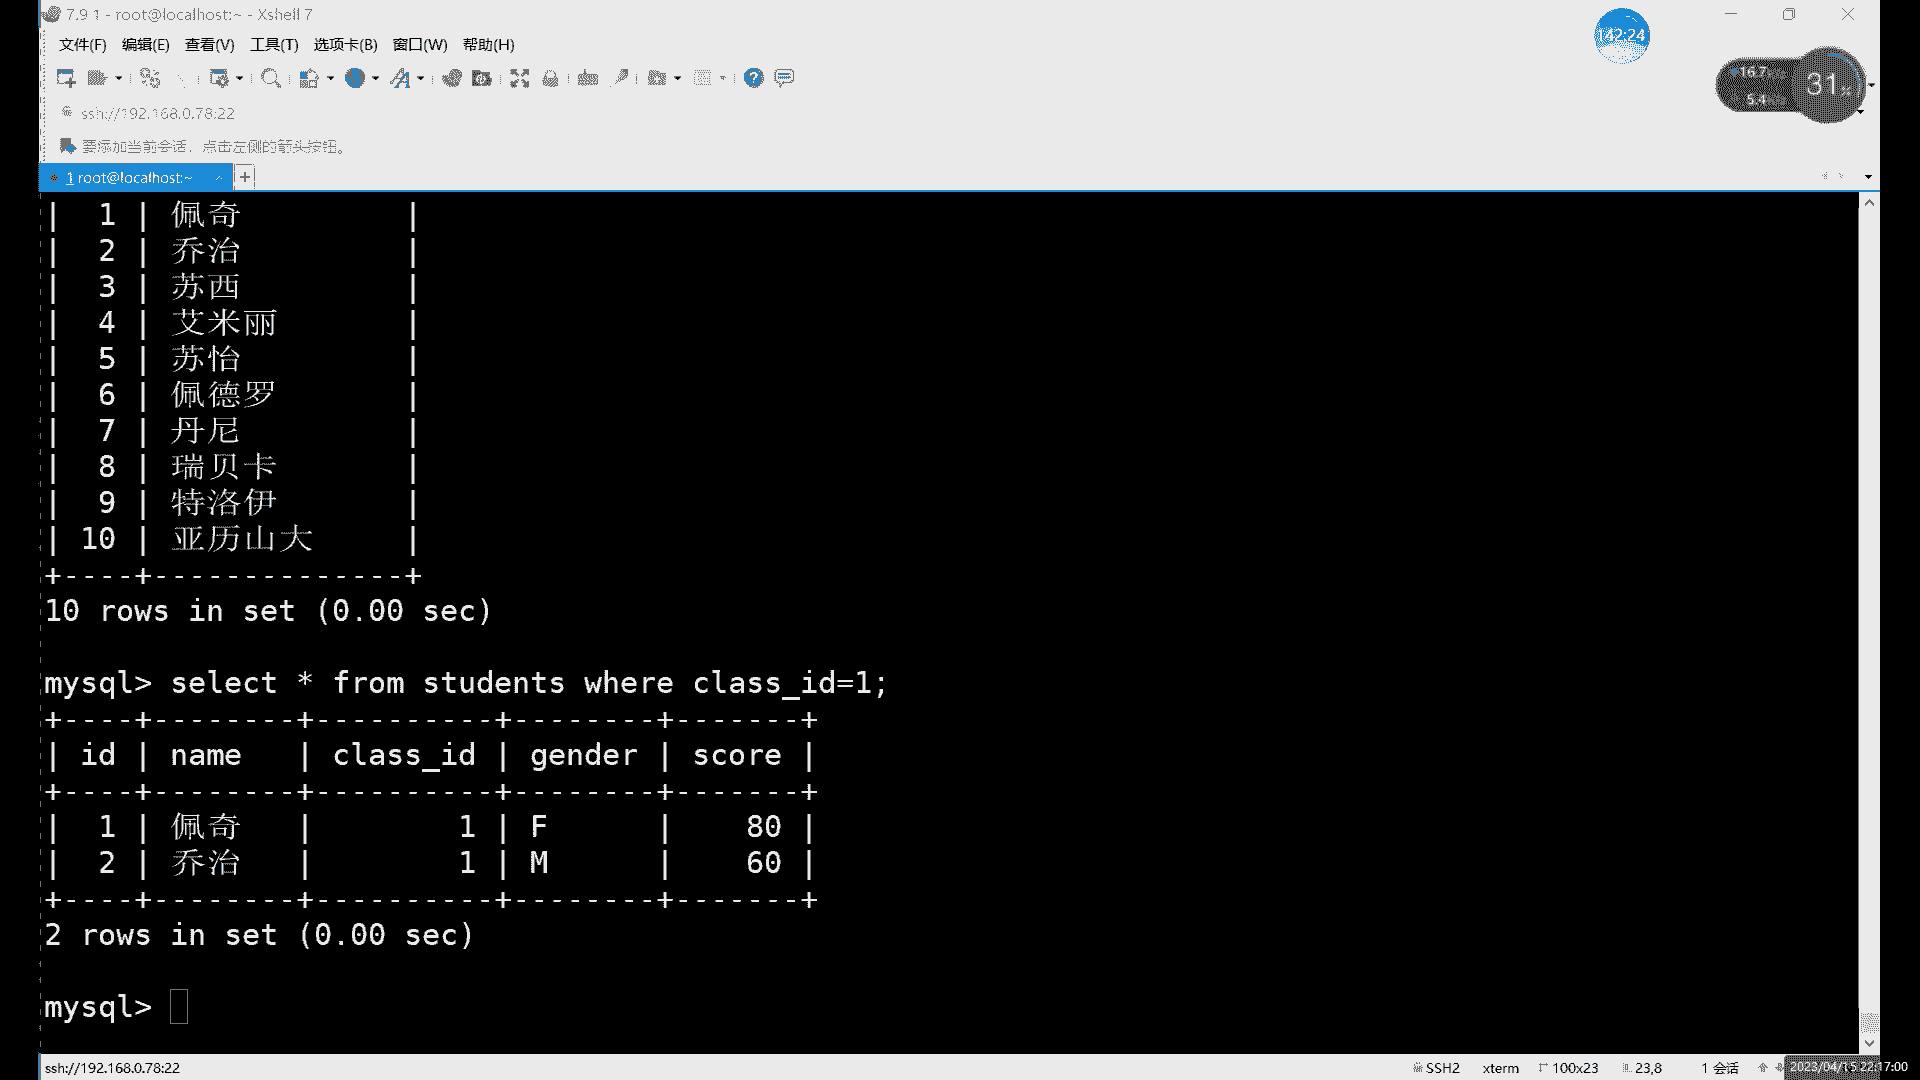 7.9 1 - root@localhost:~ - Xshell 7
42:24
文件(F) 编辑(E) 查看(V) 工具(T) 选项卡(B) 窗口(W) 帮助(H)
16.7
5.4
31%
ssh://192.168.0.78:22
要添加当前会话，点击左侧的箭头按钮。
1 root@localhost:~
| 1 | 佩奇 |
| 2 | 乔治 |
| 3 | 苏西 |
| 4 | 艾米丽 |
| 5 | 苏怡 |
| 6 | 佩德罗 |
| 7 | 丹尼 |
| 8 | 瑞贝卡 |
| 9 | 特洛伊 |
| 10 | 亚历山大 |
+----+--------------+
10 rows in set (0.00 sec)
mysql> select * from students where class_id=1;
+----+--------+----------+--------+-------+
| id | name | class_id | gender | score |
+----+--------+----------+--------+-------+
| 1 | 佩奇 | 1 | F | 80 |
| 2 | 乔治 | 1 | M | 60 |
+----+--------+----------+--------+-------+
2 rows in set (0.00 sec)
mysql>
ssh://192.168.0.78:22 SSH2 xterm 100x23 23,8 1 会话 2023/04/15 22:17:00